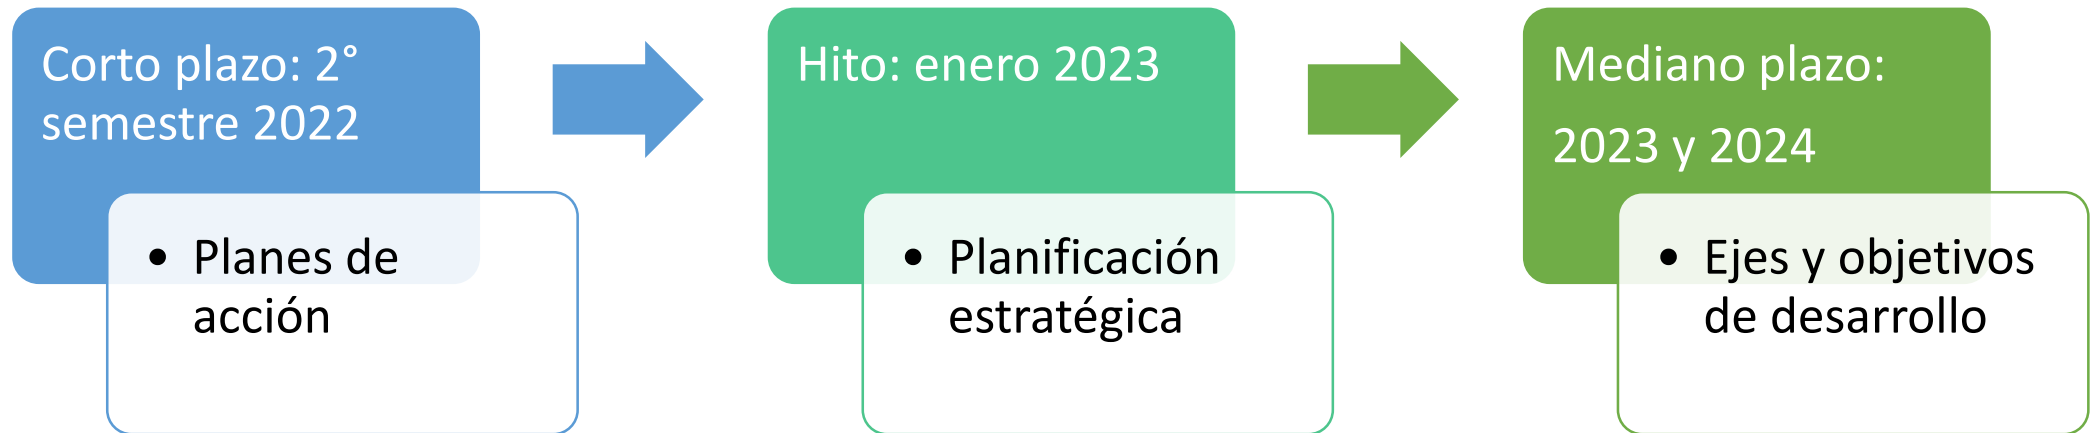 Corto plazo: 2°
semestre 2022
• Planes de
acción
Hito: enero 2023
• Planificación
estratégica
Mediano plazo:
2023 y 2024
• Ejes y objetivos
de desarrollo